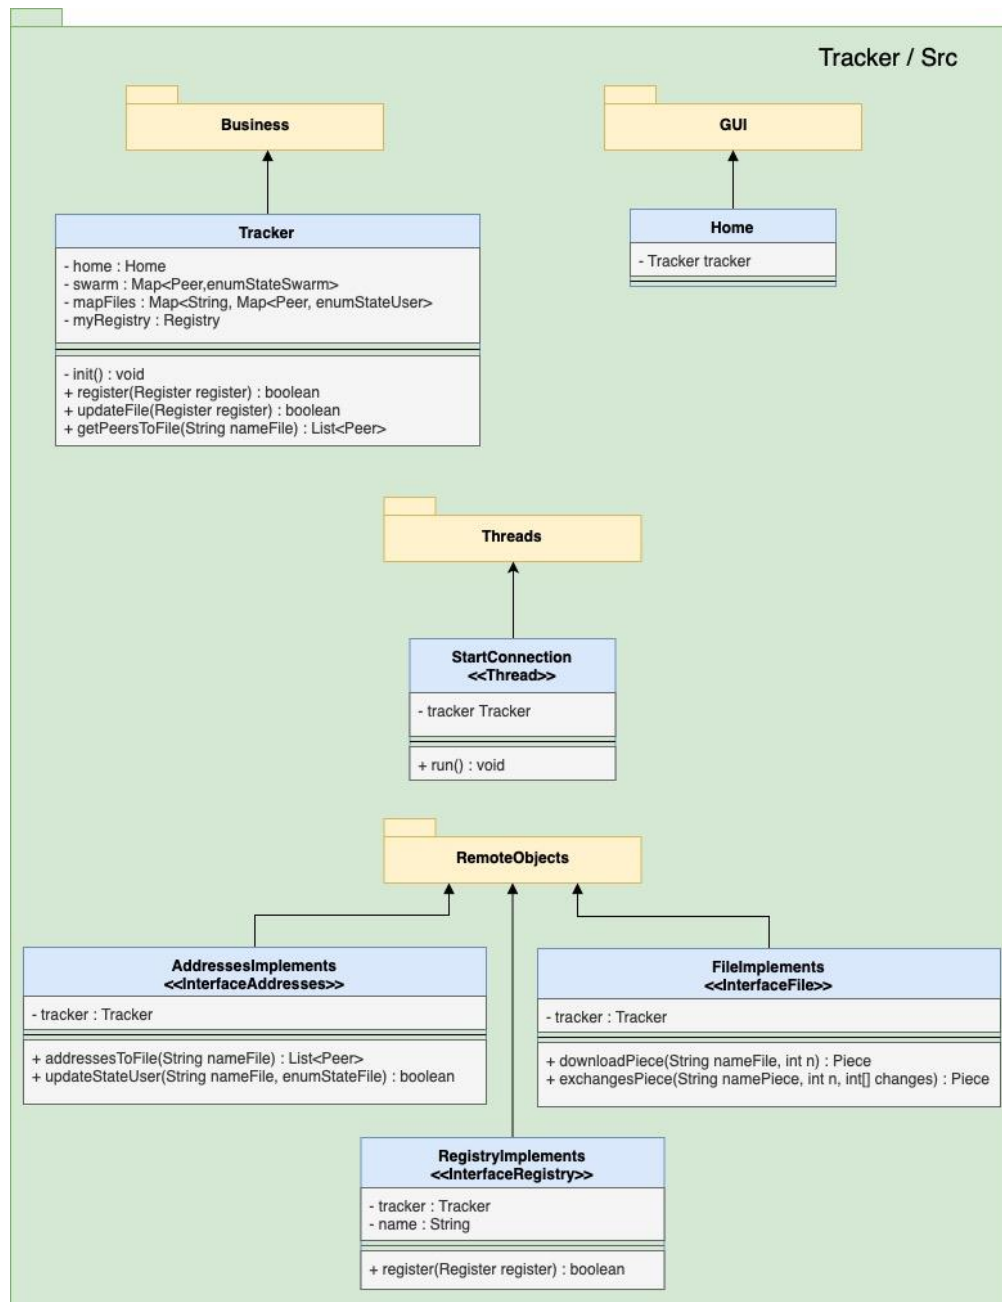 Tracker / Src
Business
GUI
Tracker
- home : Home
- swarm : Map<Peer,enumStateSwarm>
- mapFiles : Map<String, Map<Peer, enumStateUser>
- myRegistry : Registry
- init() : void
+ register(Register register) : boolean
+ updateFile(Register register) : boolean
+ getPeersToFile(String nameFile) : List<Peer>
Home
- Tracker tracker
Threads
StartConnection
<<Thread>>
- tracker Tracker
+ run() : void
RemoteObjects
AddressesImplements
<<InterfaceAddresses>>
- tracker : Tracker
+ addressesToFile(String nameFile) : List<Peer>
+ updateStateUser(String nameFile, enumStateFile) : boolean
FileImplements
<<InterfaceFile>>
- tracker : Tracker
+ downloadPiece(String nameFile, int n) : Piece
+ exchangesPiece(String namePiece, int n, int[] changes) : Piece
RegistryImplements
<<InterfaceRegistry>>
- tracker : Tracker
- name : String
+ register(Register register) : boolean